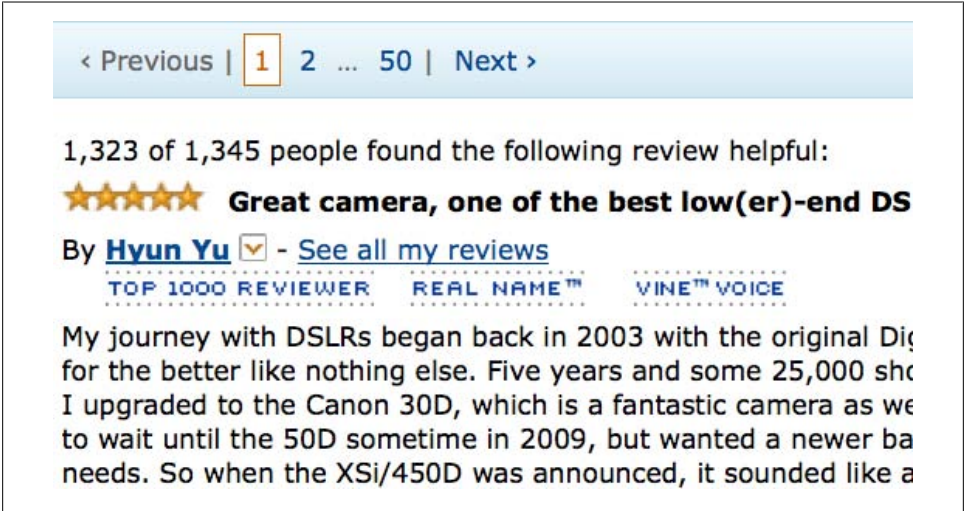 ‹ Previous | 1 2 ... 50 | Next ›
1,323 of 1,345 people found the following review helpful:
Great camera, one of the best low(er)-end DS
By Hyun Yu - See all my reviews
TOP 1000 REVIEWER REAL NAME™ VINE™ VOICE
My journey with DSLRs began back in 2003 with the original Dig
for the better like nothing else. Five years and some 25,000 sho
I upgraded to the Canon 30D, which is a fantastic camera as we
to wait until the 50D sometime in 2009, but wanted a newer ba
needs. So when the XSi/450D was announced, it sounded like a